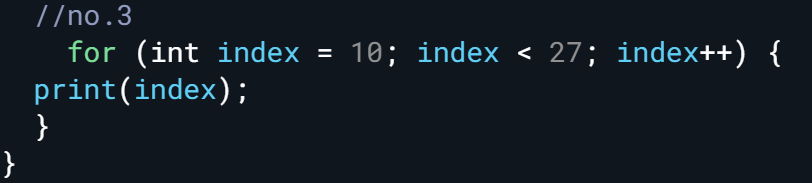 //no.3
for (int index = 10; index < 27; index++) {
print(index);
}
}